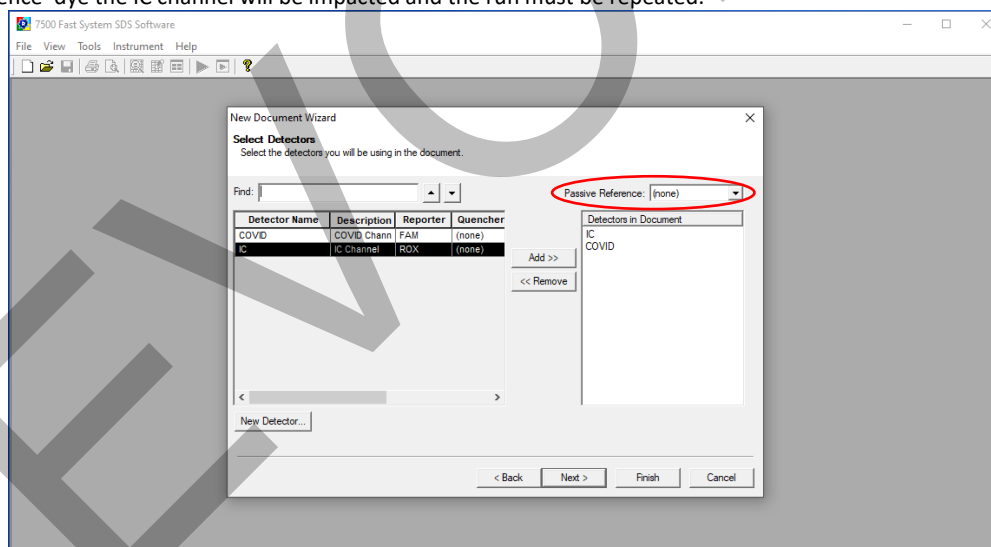 ence' dye the IC channel will be impacted and the run must be repeated.
7500 Fast System SDS Software
File View Tools Instrument Help
New Document Wizard
Select Detectors
Select the detectors you will be using in the document.
Find:
Passive Reference: (none)
Detector Name Description Reporter Quencher
COVID COVID Chann FAM (none)
IC IC Channel ROX (none)
Detectors in Document
IC
COVID
Add >>
<< Remove
New Detector...
< Back Next > Finish Cancel